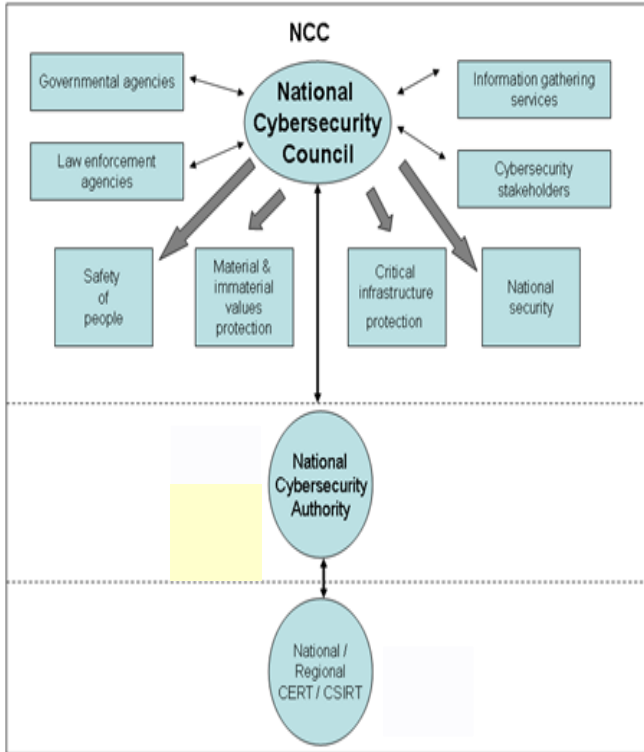 NCC
Governmental agencies
National
Cybersecurity
Council
Information gathering
services
Law enforcement
agencies
Cybersecurity
stakeholders
Safety
of
people
Material &
immaterial
values
protection
Critical
infrastructure
protection
National
security
National
Cybersecurity
Authority
National /
Regional
CERT / CSIRT